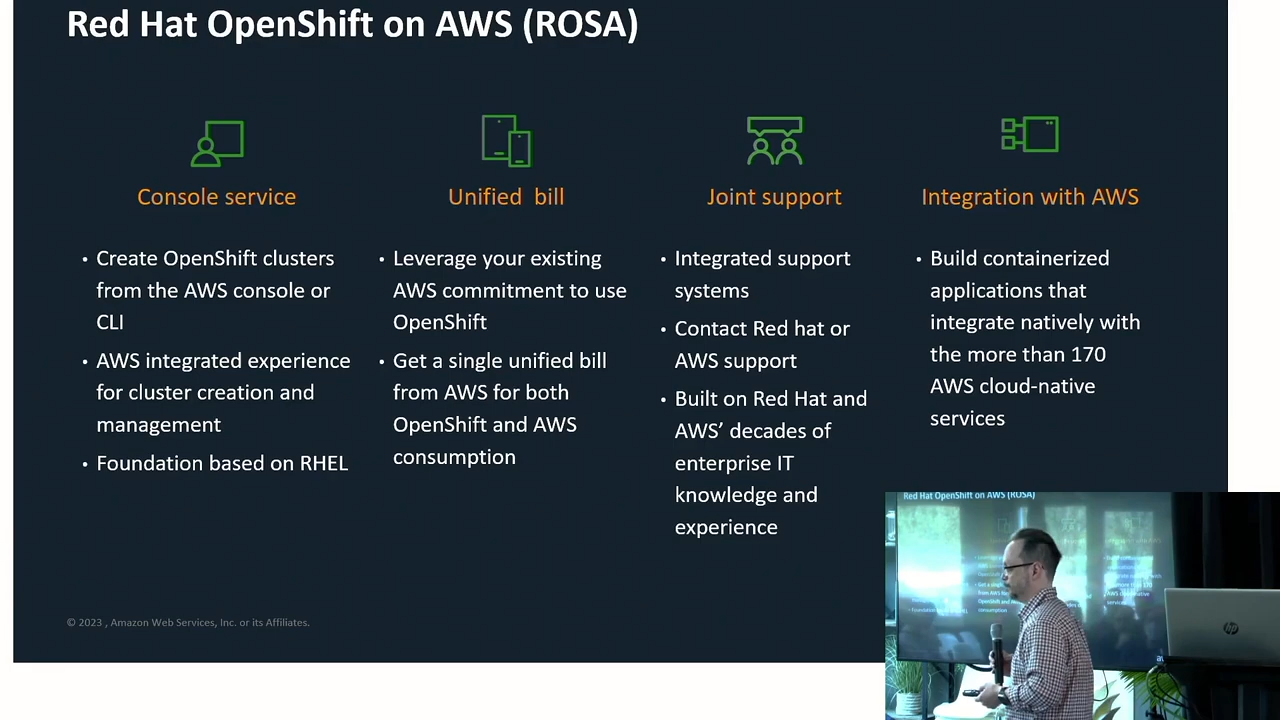 Red Hat OpenShift on AWS (ROSA)
Console service
Create OpenShift clusters
from the AWS console or
CLI
AWS integrated experience
for cluster creation and
management
Foundation based on RHEL
Unified bill
Leverage your existing
AWS commitment to use
OpenShift
Get a single unified bill
from AWS for both
OpenShift and AWS
consumption
Joint support
Integrated support
systems
Contact Red hat or
AWS support
Built on Red Hat and
AWS’ decades of
enterprise IT
knowledge and
experience
Integration with AWS
Build containerized
applications that
integrate natively with
the more than 170
AWS cloud-native
services
© 2023 , Amazon Web Services, Inc. or its Affiliates.
Red Hat OpenShift on AWS (ROSA)
hp